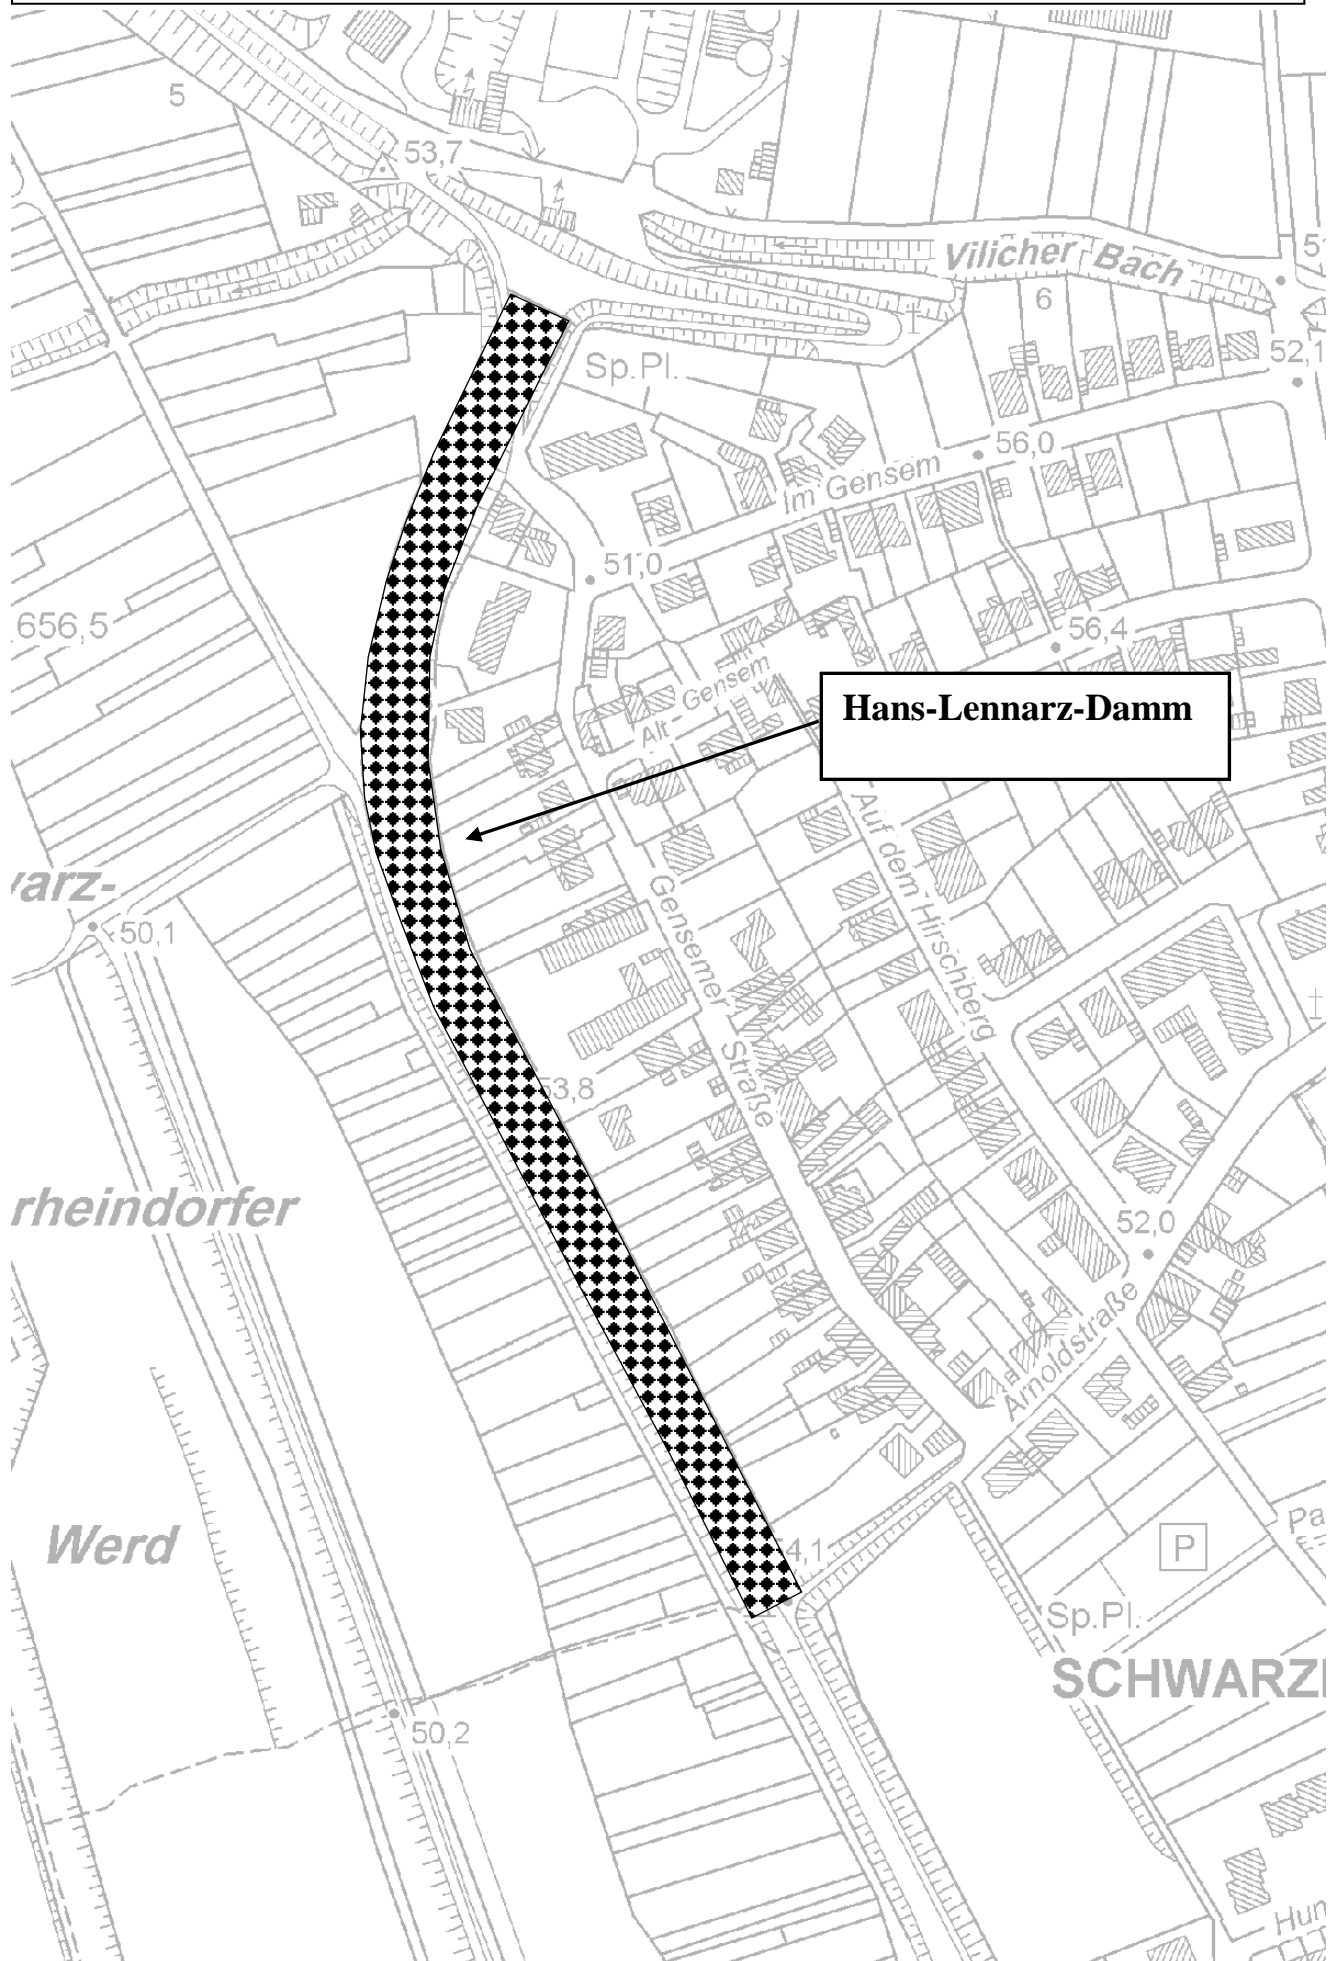 5
53,7
Vilicher Bach
6
52,1
Sp.Pl.
56,0
Im Gensem
51,0
656,5
56,4
Alt Gensem
Hans-Lennarz-Damm
Auf dem Hirschberg
Gensemer Straße
varz-
50,1
53,8
rheindorfer
52,0
Arnoldstraße
Werd
P
Pa
4,1
Sp.Pl.
SCHWARZ
50,2
Hun